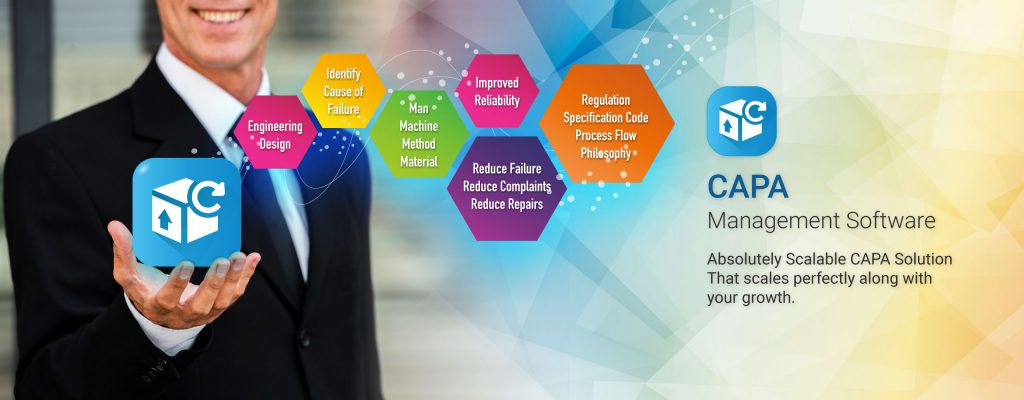 Engineering
Design
Identify
Cause of
Failure
Man
Machine
Method
Material
Improved
Reliability
Reduce Failure
Reduce Complaints
Reduce Repairs
Regulation
Specification Code
Process Flow
Philosophy
C
CAPA
Management Software
Absolutely Scalable CAPA Solution
That scales perfectly along with
your growth.